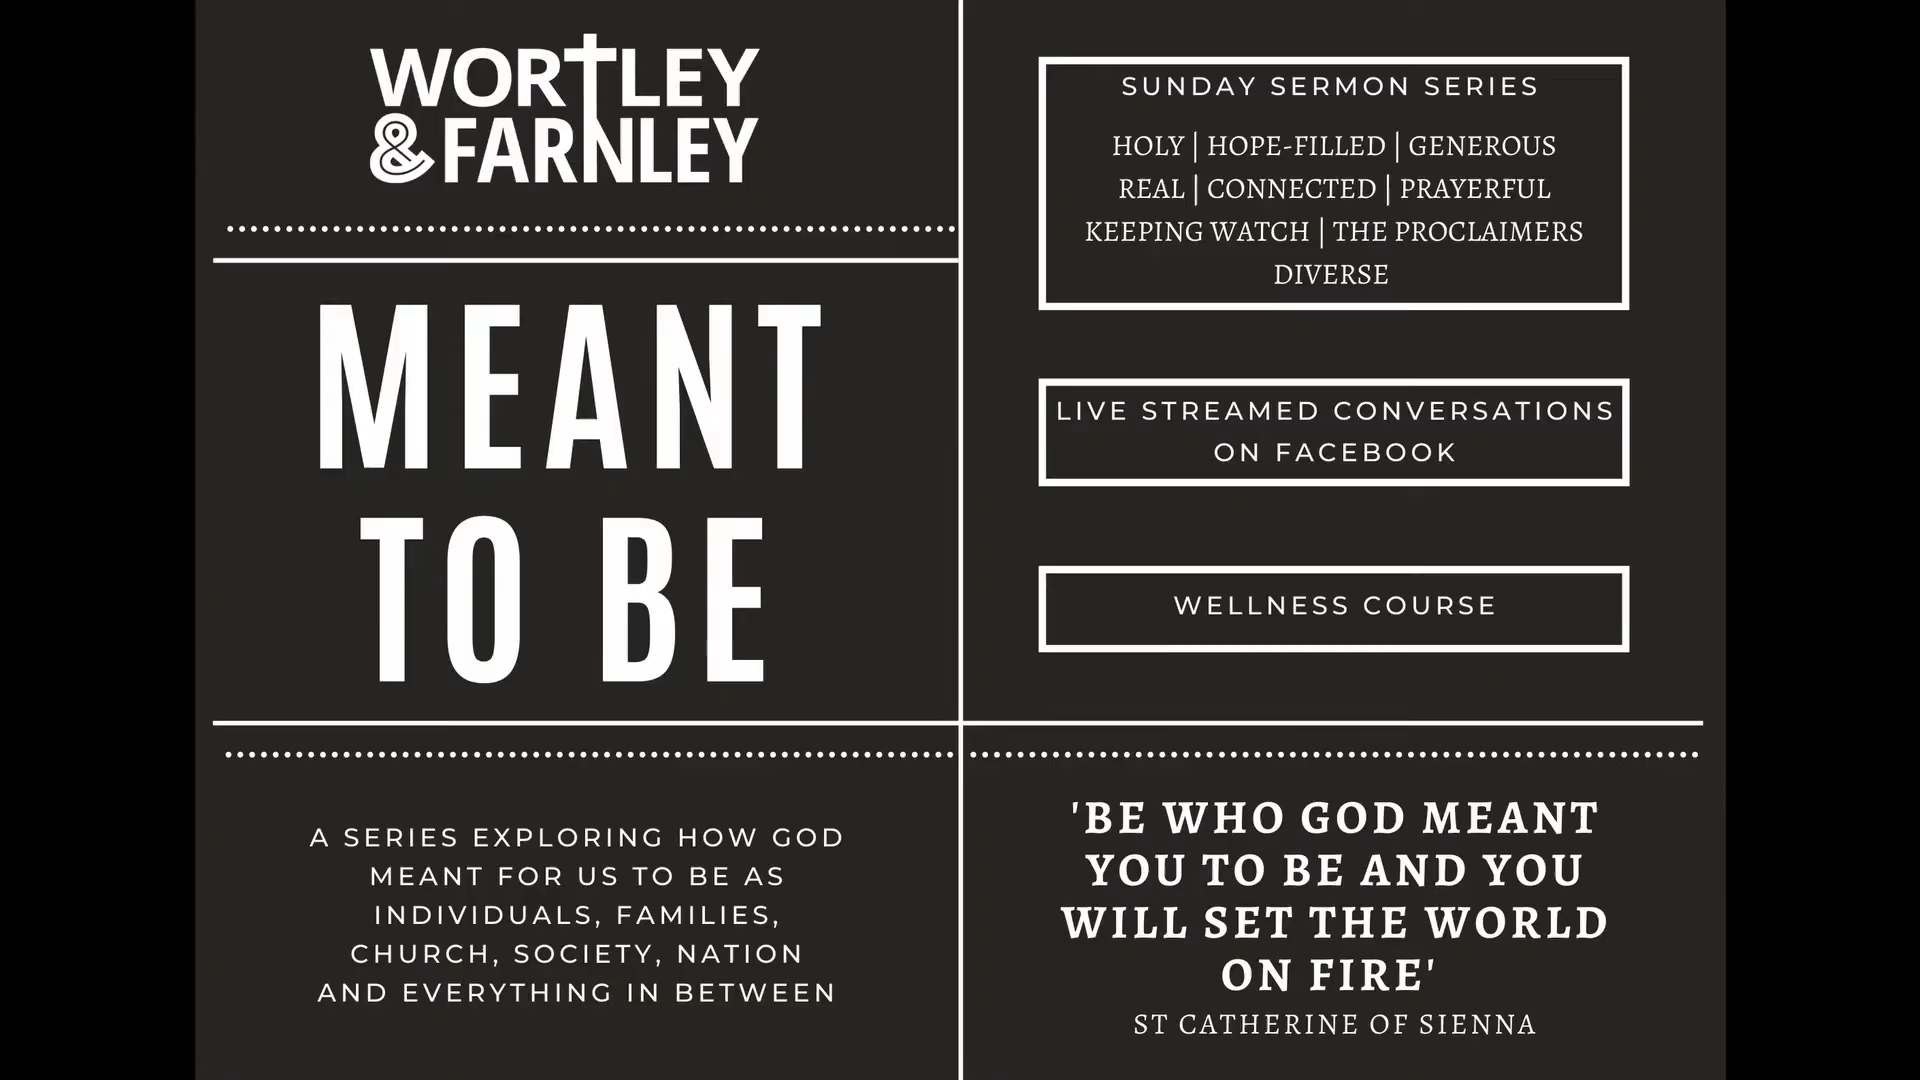 WORTLEY
& FARNLEY
MEANT
TO BE
A SERIES EXPLORING HOW GOD
MEANT FOR US TO BE AS
INDIVIDUALS, FAMILIES,
CHURCH, SOCIETY, NATION
AND EVERYTHING IN BETWEEN
SUNDAY SERMON SERIES
HOLY | HOPE-FILLED | GENEROUS
REAL | CONNECTED | PRAYERFUL
KEEPING WATCH | THE PROCLAIMERS
DIVERSE
LIVE STREAMED CONVERSATIONS
ON FACEBOOK
WELLNESS COURSE
'BE WHO GOD MEANT
YOU TO BE AND YOU
WILL SET THE WORLD
ON FIRE'
ST CATHERINE OF SIENNA